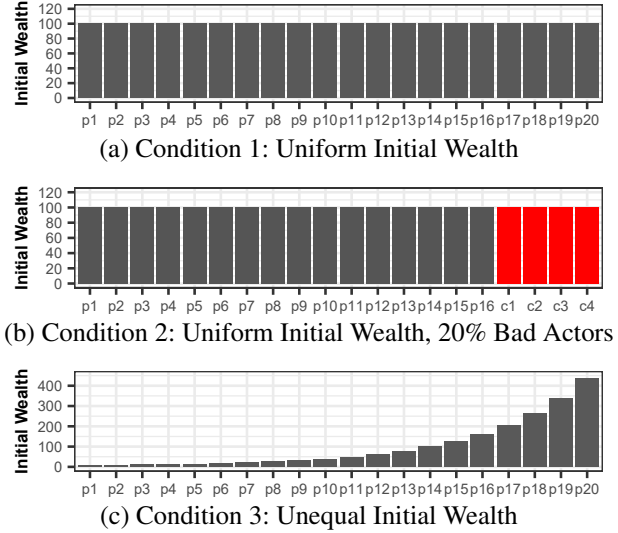 Initial Wealth
120
100
80
60
40
20
0
p1 p2 p3 p4 p5 p6 p7 p8 p9 p10 p11 p12 p13 p14 p15 p16 p17 p18 p19 p20
(a) Condition 1: Uniform Initial Wealth
Initial Wealth
120
100
80
60
40
20
0
p1 p2 p3 p4 p5 p6 p7 p8 p9 p10 p11 p12 p13 p14 p15 p16 c1 c2 c3 c4
(b) Condition 2: Uniform Initial Wealth, 20% Bad Actors
Initial Wealth
400
300
200
100
0
p1 p2 p3 p4 p5 p6 p7 p8 p9 p10 p11 p12 p13 p14 p15 p16 p17 p18 p19 p20
(c) Condition 3: Unequal Initial Wealth